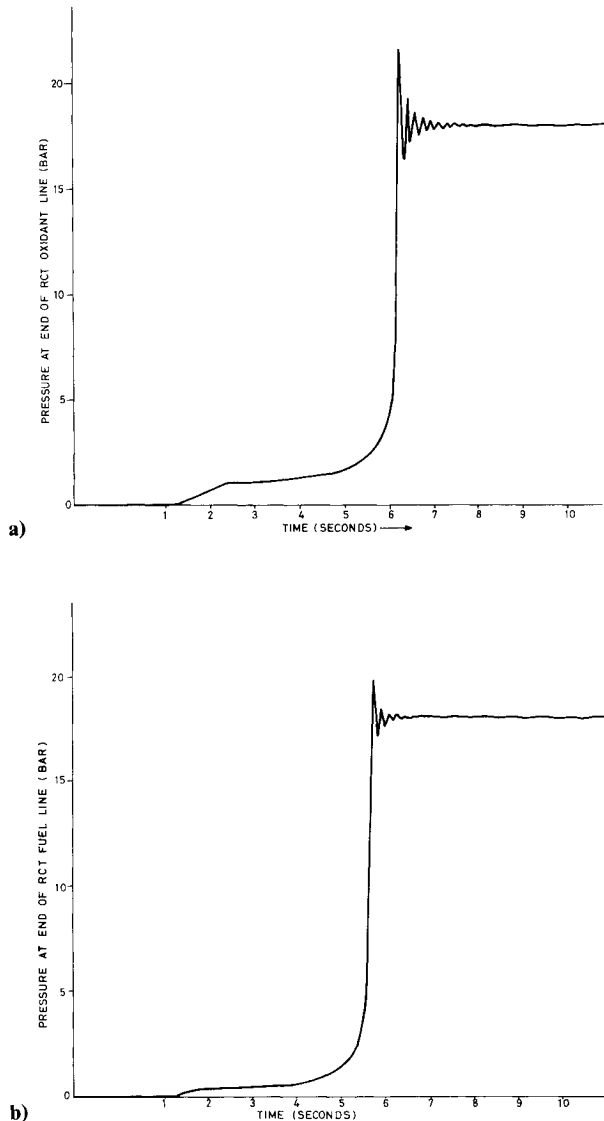 PRESSURE AT END OF RCT OXIDANT LINE (BAR)
20
15
10
5
0
1 2 3 4 5 6 7 8 9 10
TIME (SECONDS)
a)
PRESSURE AT END OF RCT FUEL LINE (BAR)
20
15
10
5
0
1 2 3 4 5 6 7 8 9 10
TIME (SECONDS)
b)